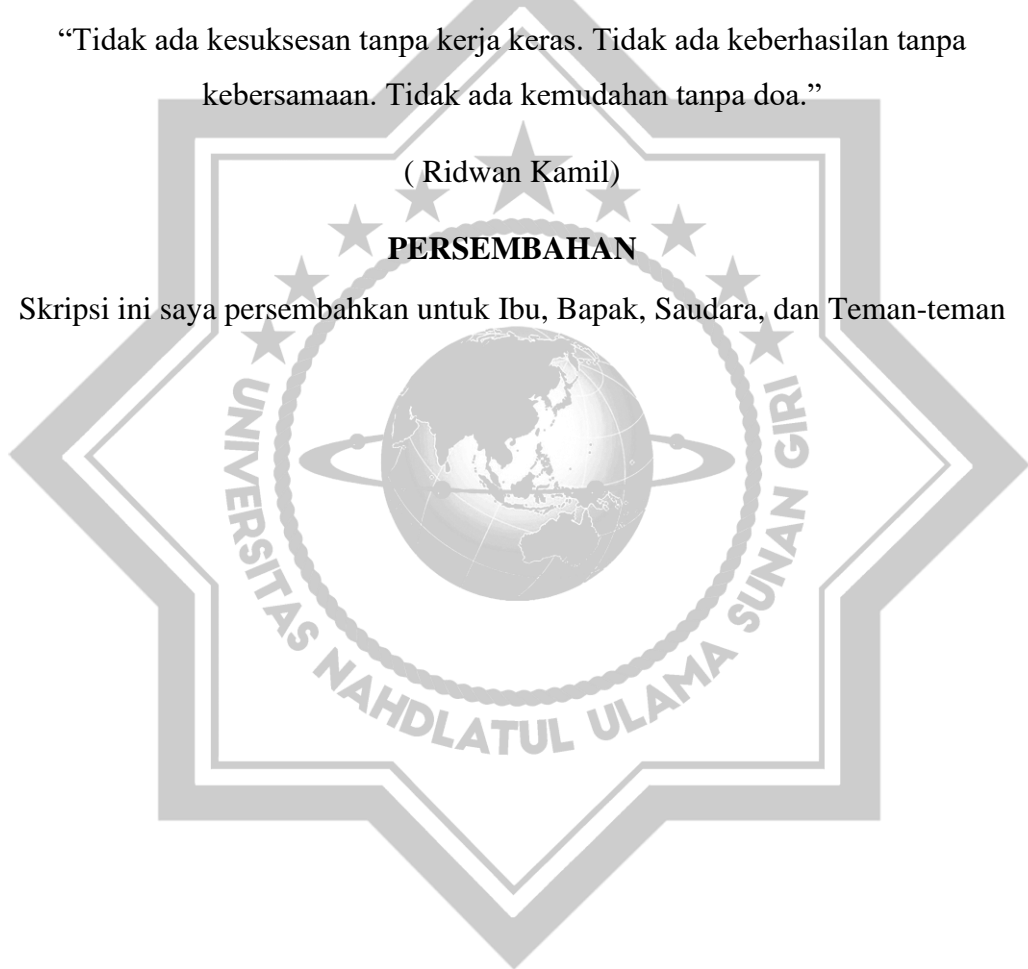 “Tidak ada kesuksesan tanpa kerja keras. Tidak ada keberhasilan tanpa
kebersamaan. Tidak ada kemudahan tanpa doa.”
( Ridwan Kamil)
PERSEMBAHAN
Skripsi ini saya persembahkan untuk Ibu, Bapak, Saudara, dan Teman-teman
UNIVERSITAS NAHDLATUL ULAMA SUNAN GIRI